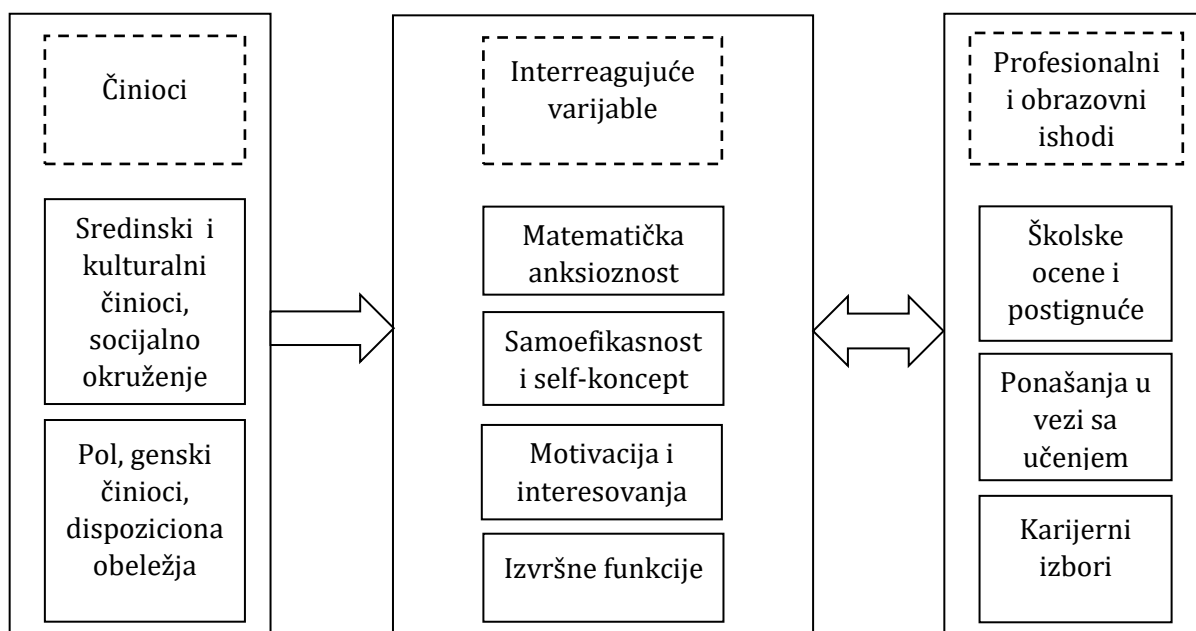 Činioci
Sredinski i
kulturalni
činioci,
socijalno
okruženje
Pol, genski
činioci,
dispoziciona
obeležja
Interreagujuće
varijable
Matematička
anksioznost
Samoefikasnost
i self-koncept
Motivacija i
interesovanja
Izvršne funkcije
Profesionalni
i obrazovni
ishodi
Školske
ocene i
postignuće
Ponašanja u
vezi sa
učenjem
Karijerni
izbori